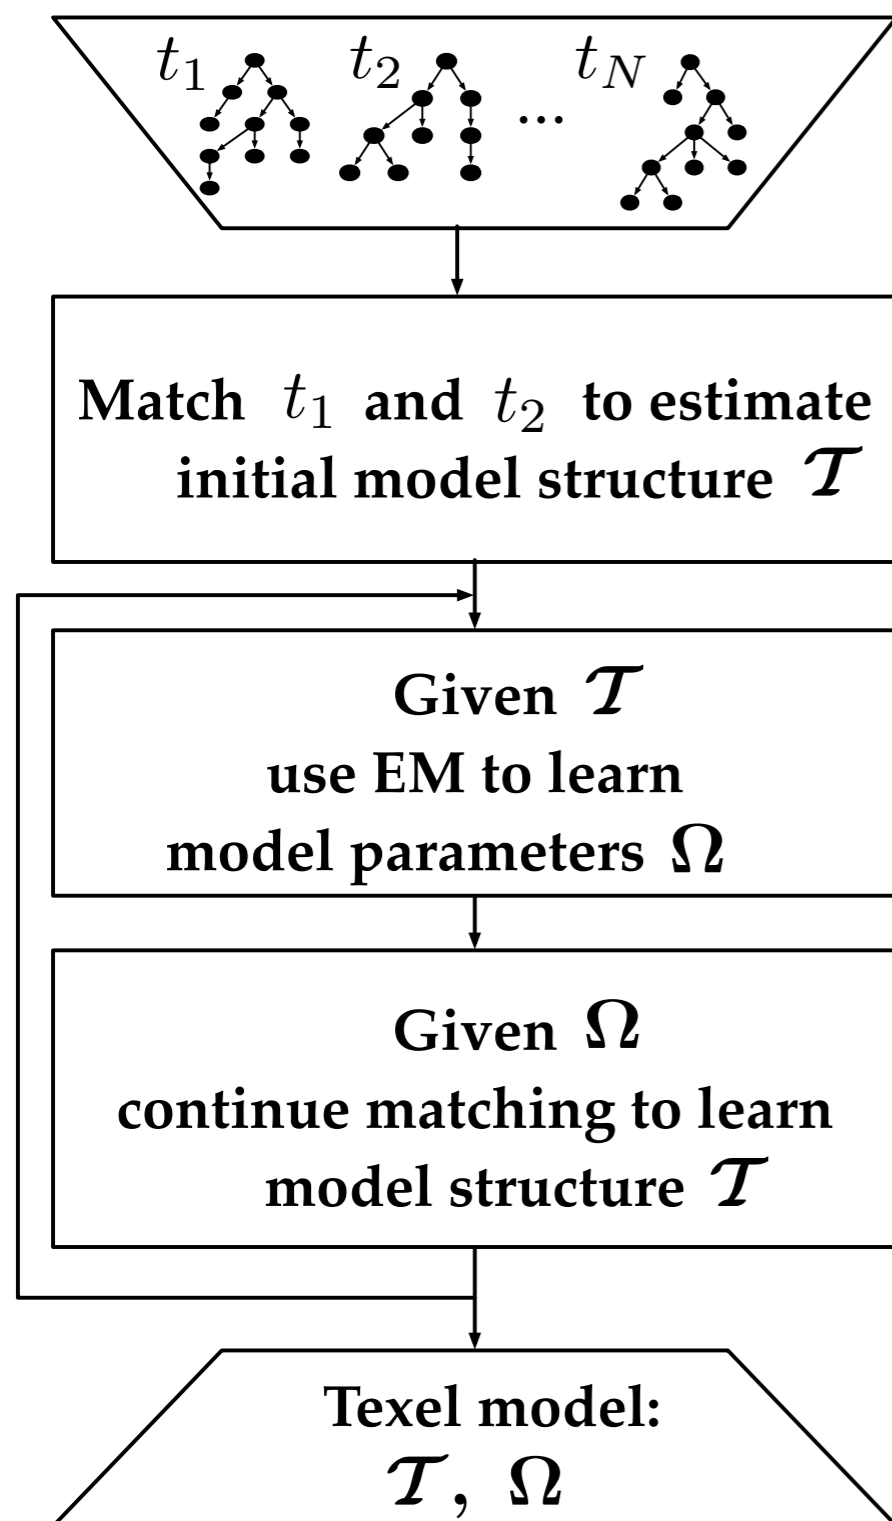 t₁ t₂ ... t_N
Match t₁ and t₂ to estimate
initial model structure 𝓣
Given 𝓣
use EM to learn
model parameters Ω
Given Ω
continue matching to learn
model structure 𝓣
Texel model:
𝓣, Ω